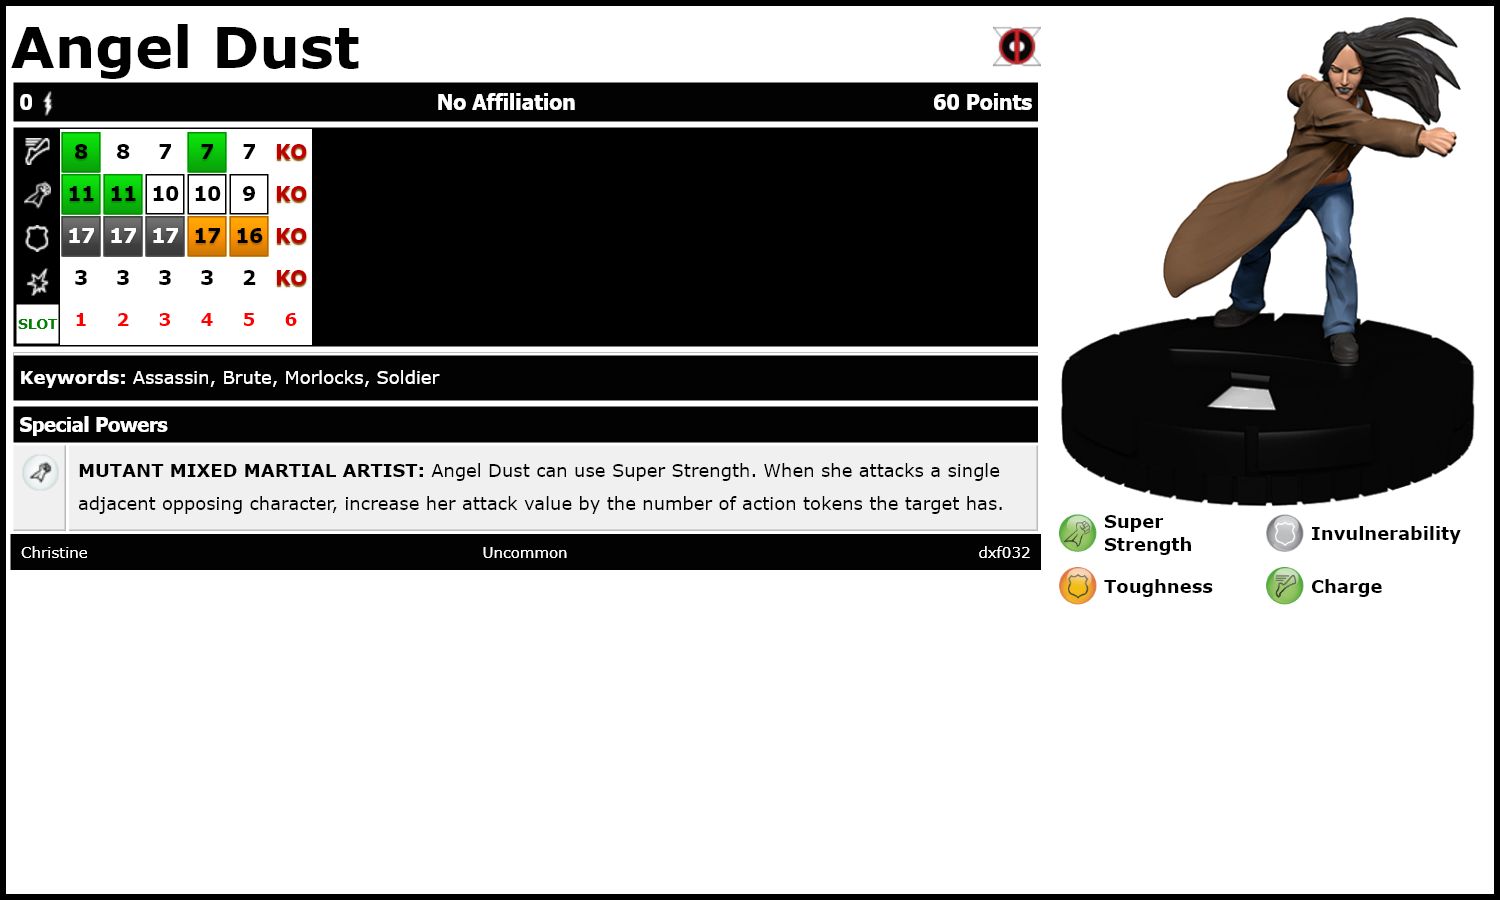 Angel Dust
0 No Affiliation 60 Points
8 8 7 7 7 KO
11 11 10 10 9 KO
17 17 17 17 16 KO
3 3 3 3 2 KO
SLOT 1 2 3 4 5 6
Keywords: Assassin, Brute, Morlocks, Soldier
Special Powers
MUTANT MIXED MARTIAL ARTIST: Angel Dust can use Super Strength. When she attacks a single
adjacent opposing character, increase her attack value by the number of action tokens the target has.
Christine Uncommon dxf032
Super
Strength
Invulnerability
Toughness
Charge